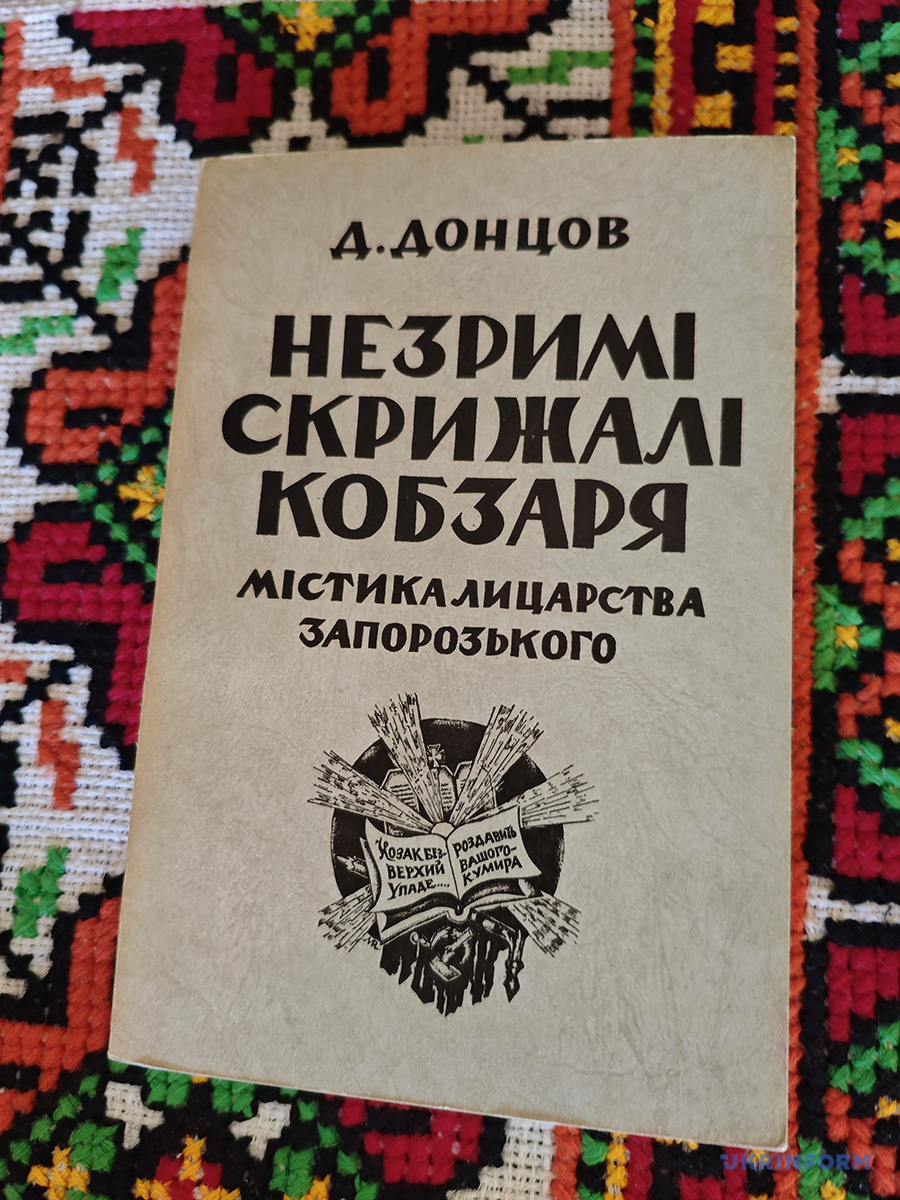 Д. ДОНЦОВ
НЕЗРИМІ
СКРИЖАЛІ
КОБЗАРЯ
МІСТИКА ЛИЦАРСТВА
ЗАПОРОЗЬКОГО
КОЗАК БЕЗ-
ВЕРХИЙ
УПАДЕ....
РОЗДАВИТЬ
ВАШОГО-
КУМИРА
UKRINFORM